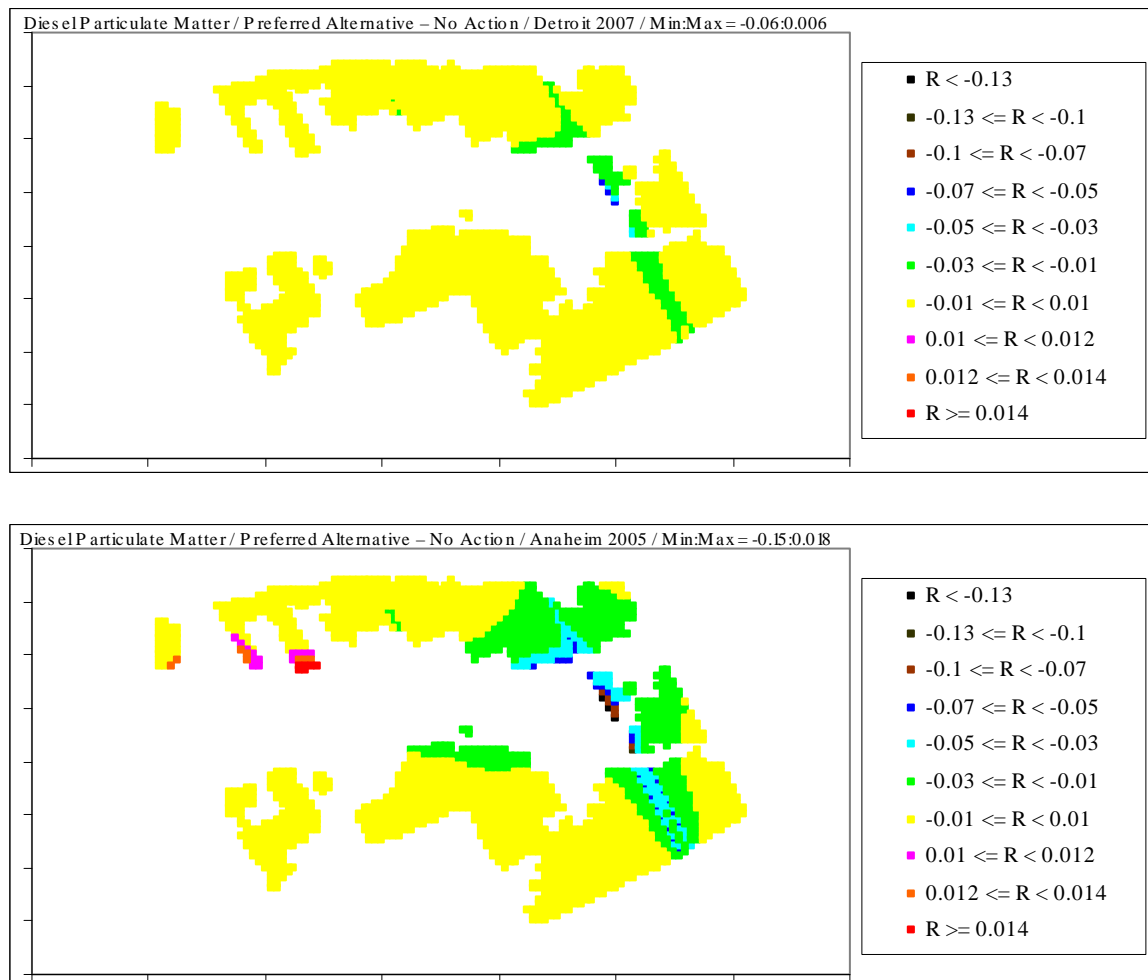 Diesel Particulate Matter / Preferred Alternative – No Action / Detroit 2007 / Min:Max = -0.06:0.006
R < -0.13
-0.13 <= R < -0.1
-0.1 <= R < -0.07
-0.07 <= R < -0.05
-0.05 <= R < -0.03
-0.03 <= R < -0.01
-0.01 <= R < 0.01
0.01 <= R < 0.012
0.012 <= R < 0.014
R >= 0.014
Diesel Particulate Matter / Preferred Alternative – No Action / Anaheim 2005 / Min:Max = -0.15:0.018
R < -0.13
-0.13 <= R < -0.1
-0.1 <= R < -0.07
-0.07 <= R < -0.05
-0.05 <= R < -0.03
-0.03 <= R < -0.01
-0.01 <= R < 0.01
0.01 <= R < 0.012
0.012 <= R < 0.014
R >= 0.014